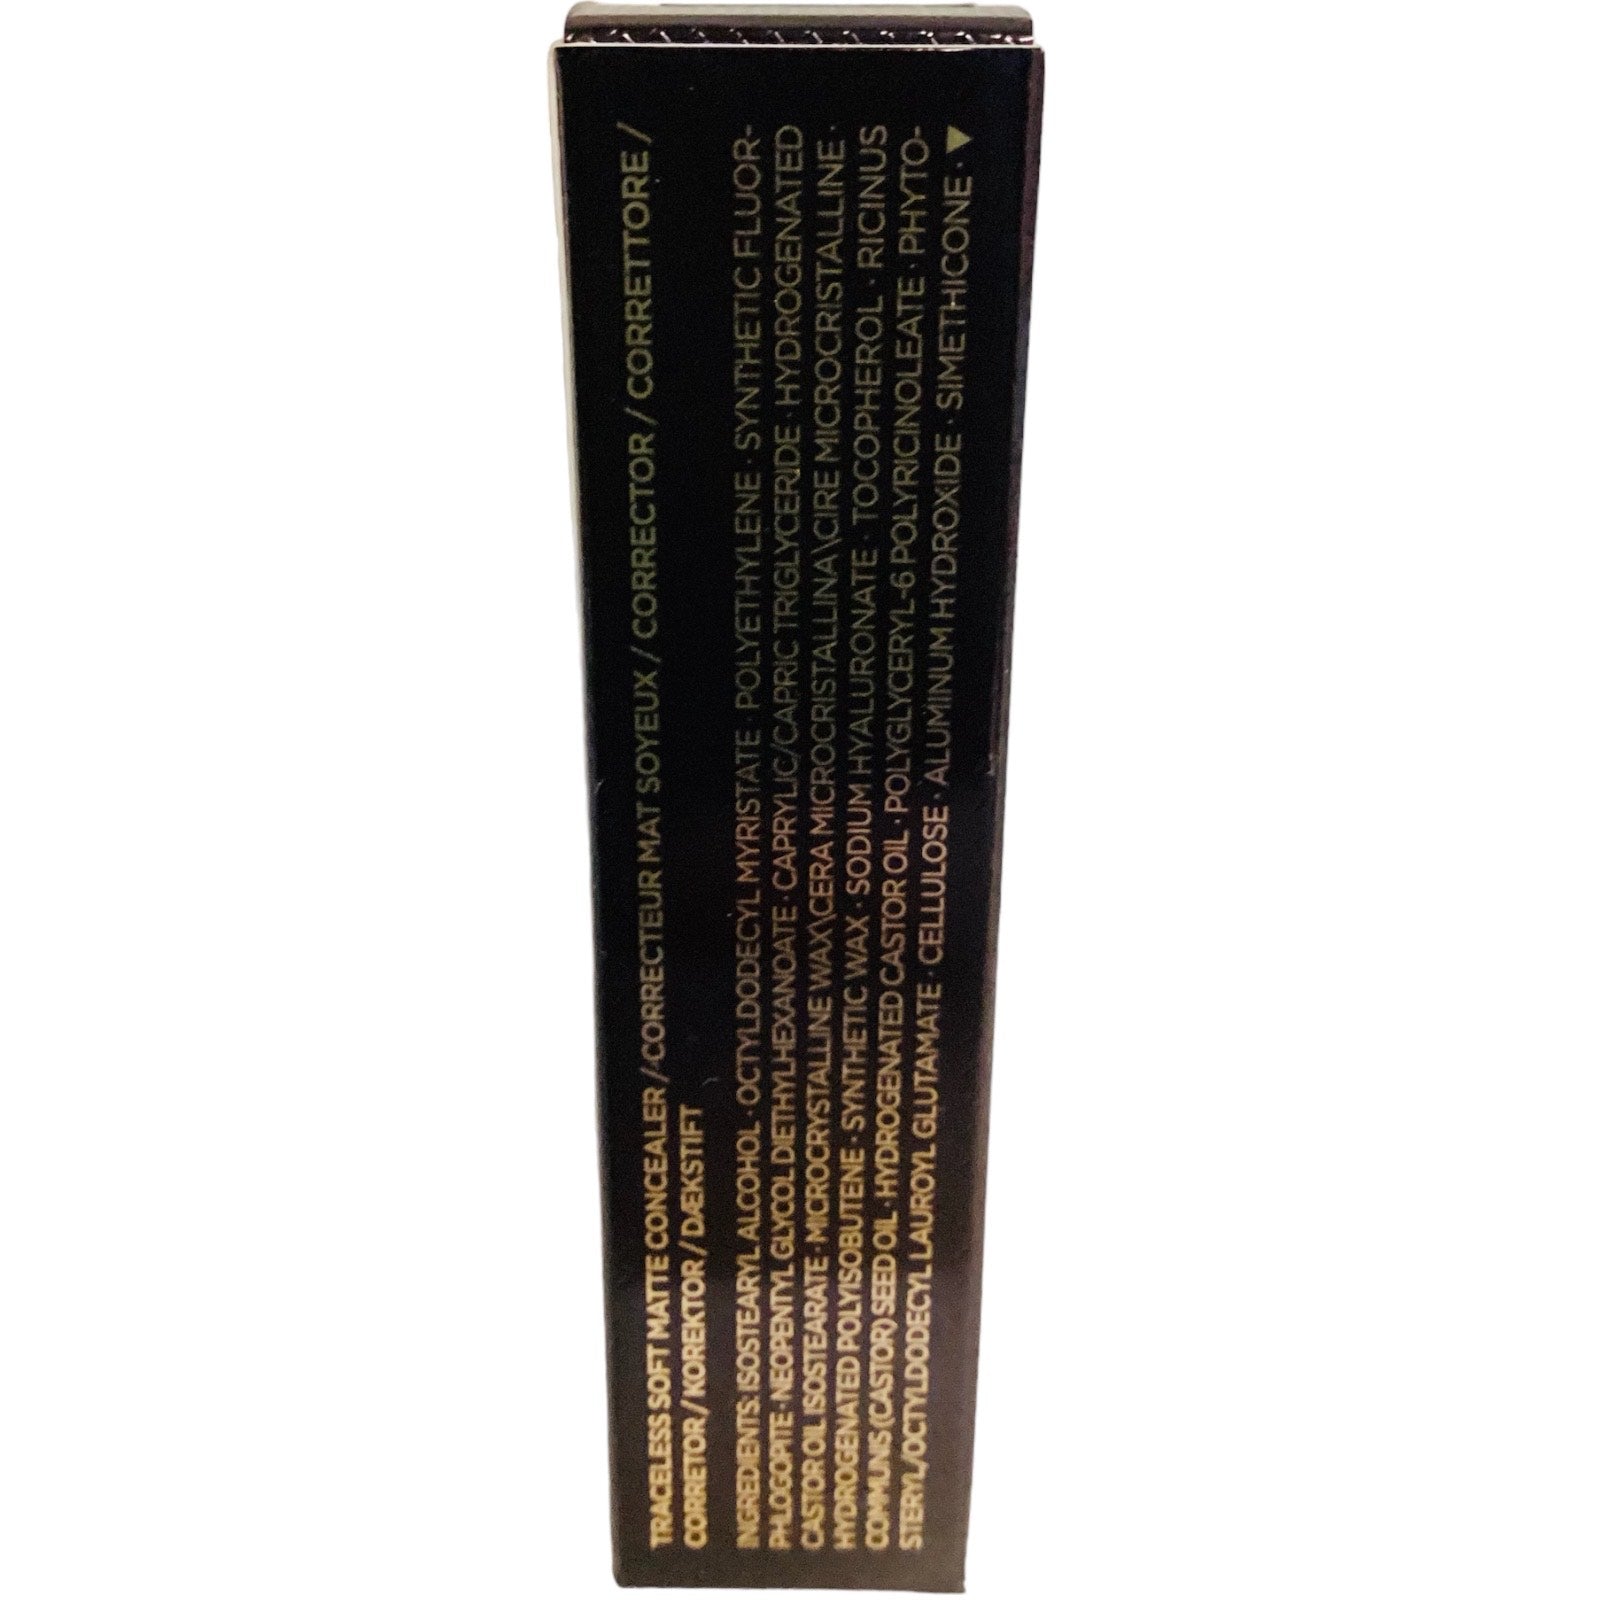 TRACELESS SOFT MATTE CONCEALER / CORRECTEUR MAT SOYEUX / CORRECTOR / CORRETTORE /
CORRETOR / KOREKTOR / DÆKSTIFT
INGREDIENTS: ISOSTEARYL ALCOHOL · OCTYLDODECYL MYRISTATE · POLYETHYLENE · SYNTHETIC FLUOR-
PHLOGOPITE · NEOPENTYL GLYCOL DIETHYLHEXANOATE · CAPRYLIC/CAPRIC TRIGLYCERIDE · HYDROGENATED
CASTOR OIL ISOSTEARATE · MICROCRYSTALLINE WAX\CERA MICROCRISTALLINA\CIRE MICROCRISTALLINE ·
HYDROGENATED POLYISOBUTENE · SYNTHETIC WAX · SODIUM HYALURONATE · TOCOPHEROL · RICINUS
COMMUNIS (CASTOR) SEED OIL · HYDROGENATED CASTOR OIL · POLYGLYCERYL-6 POLYRICINOLEATE · PHYTO-
STERYL/OCTYLDODECYL LAUROYL GLUTAMATE · CELLULOSE · ALUMINUM HYDROXIDE · SIMETHICONE ·